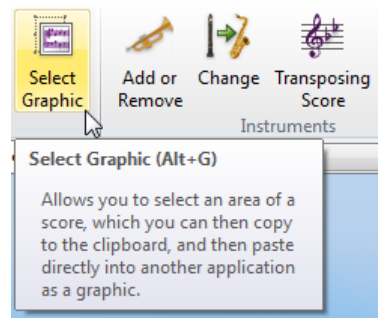 Select
Graphic
Add or
Remove
Change
Transposing
Score
Instruments
Select Graphic (Alt+G)
Allows you to select an area of a
score, which you can then copy
to the clipboard, and then paste
directly into another application
as a graphic.